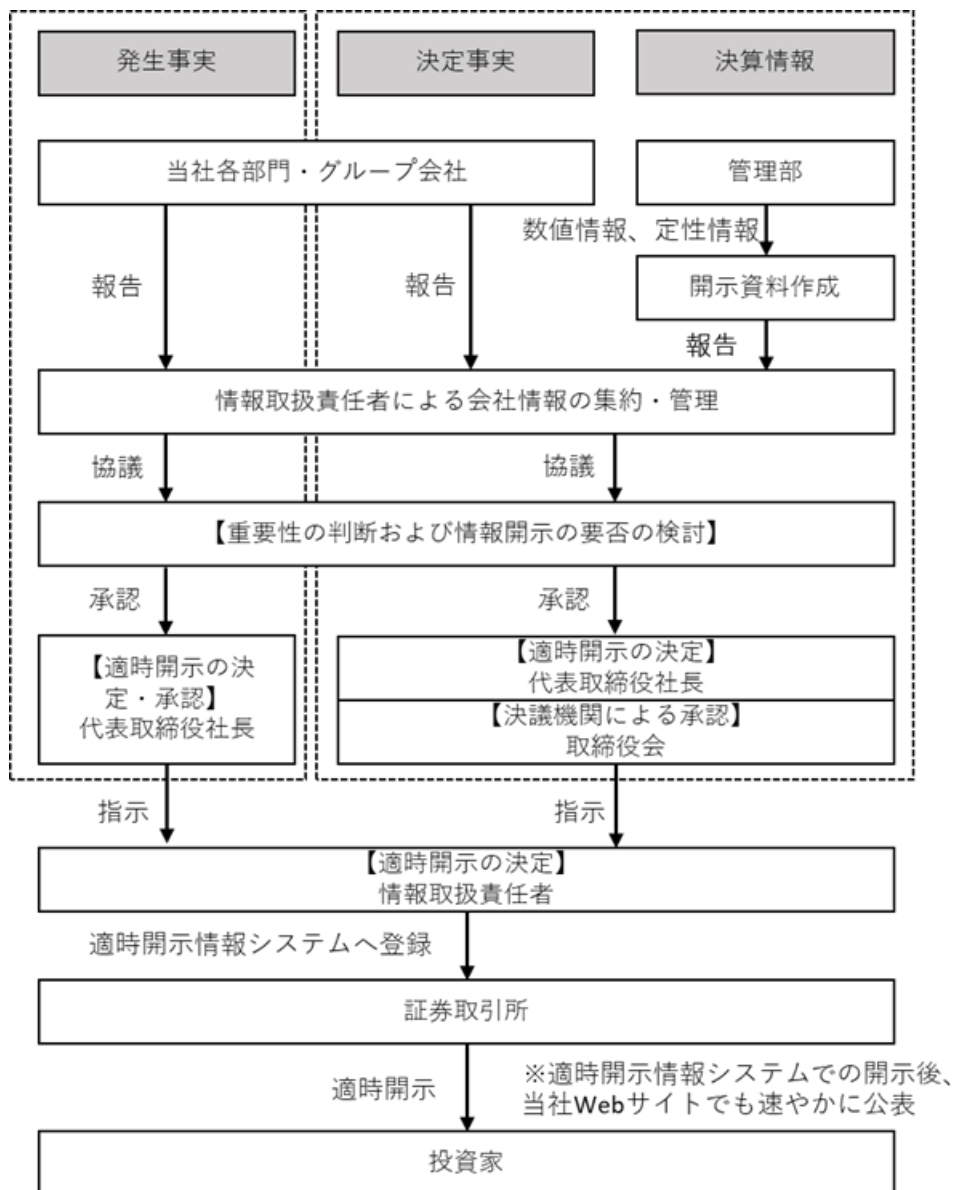 発生事実
決定事実
決算情報
当社各部門・グループ会社
管理部
数値情報、定性情報
開示資料作成
報告
報告
報告
情報取扱責任者による会社情報の集約・管理
協議
協議
【重要性の判断および情報開示の要否の検討】
承認
承認
【適時開示の決
定・承認】
代表取締役社長
【適時開示の決定】
代表取締役社長
【決議機関による承認】
取締役会
指示
指示
【適時開示の決定】
情報取扱責任者
適時開示情報システムへ登録
証券取引所
適時開示
※適時開示情報システムでの開示後、
当社Webサイトでも速やかに公表
投資家